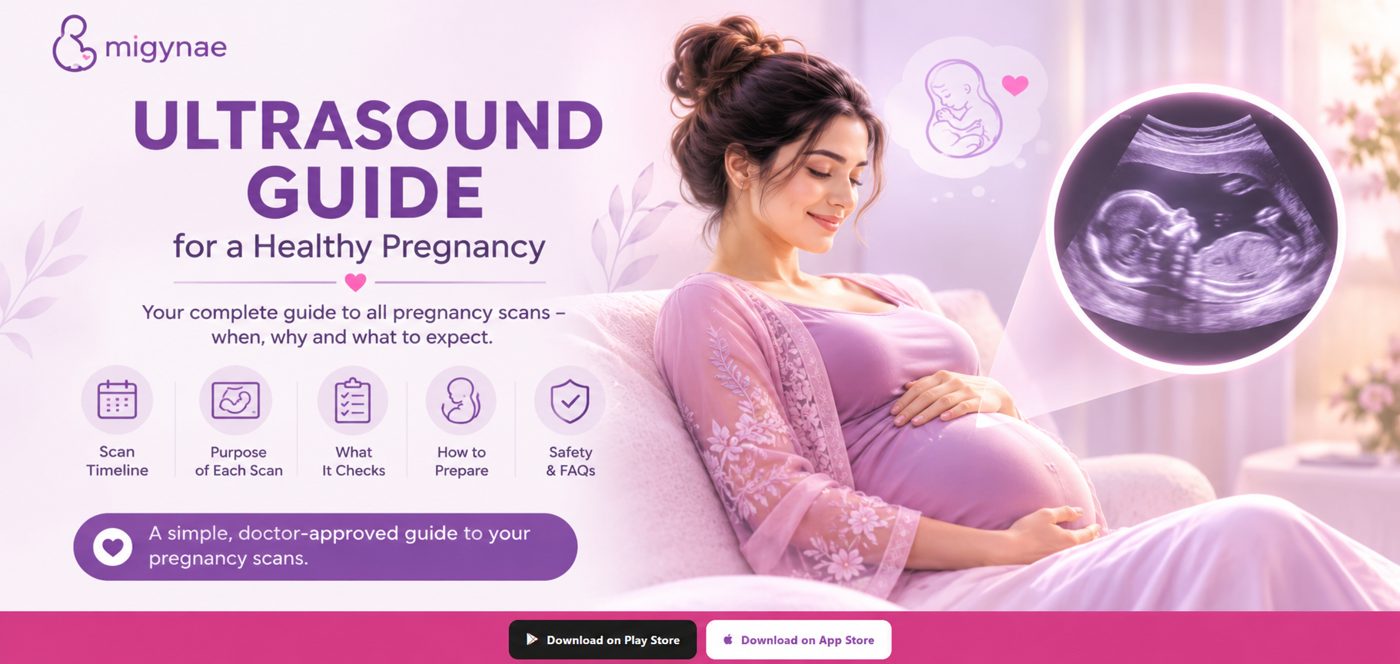 migynae
ULTRASOUND
GUIDE
for a Healthy Pregnancy
Your complete guide to all pregnancy scans –
when, why and what to expect.
Scan
Timeline
Purpose
of Each Scan
What
It Checks
How to
Prepare
Safety
& FAQs
A simple, doctor-approved guide to your
pregnancy scans.
Download on Play Store
Download on App Store